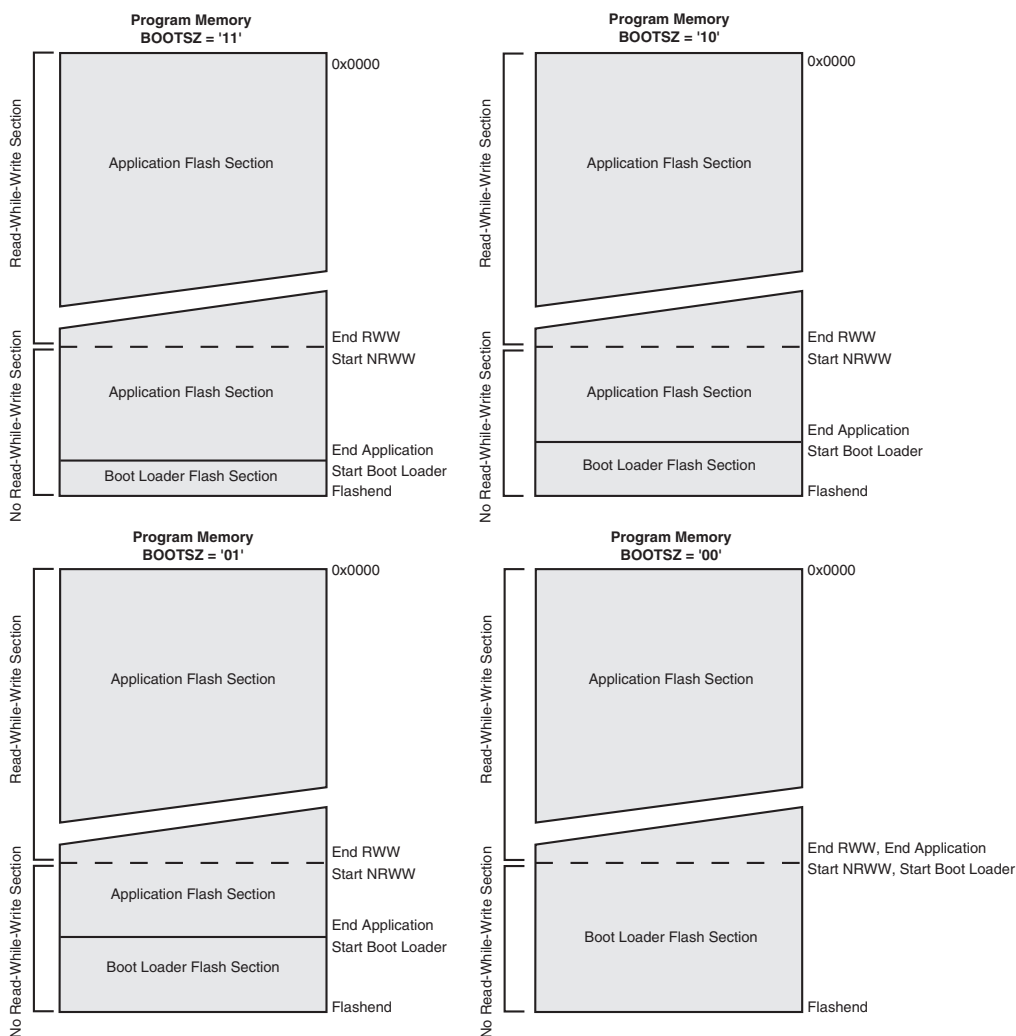 Program Memory
BOOTSZ = '11'
0x0000
Read-While-Write Section
Application Flash Section
End RWW
Start NRWW
No Read-While-Write Section
Application Flash Section
End Application
Start Boot Loader
Boot Loader Flash Section
Flashend
Program Memory
BOOTSZ = '10'
0x0000
Read-While-Write Section
Application Flash Section
End RWW
Start NRWW
No Read-While-Write Section
Application Flash Section
End Application
Start Boot Loader
Boot Loader Flash Section
Flashend
Program Memory
BOOTSZ = '01'
0x0000
Read-While-Write Section
Application Flash Section
End RWW
Start NRWW
No Read-While-Write Section
Application Flash Section
End Application
Start Boot Loader
Boot Loader Flash Section
Flashend
Program Memory
BOOTSZ = '00'
0x0000
Read-While-Write Section
Application Flash Section
End RWW, End Application
Start NRWW, Start Boot Loader
No Read-While-Write Section
Boot Loader Flash Section
Flashend